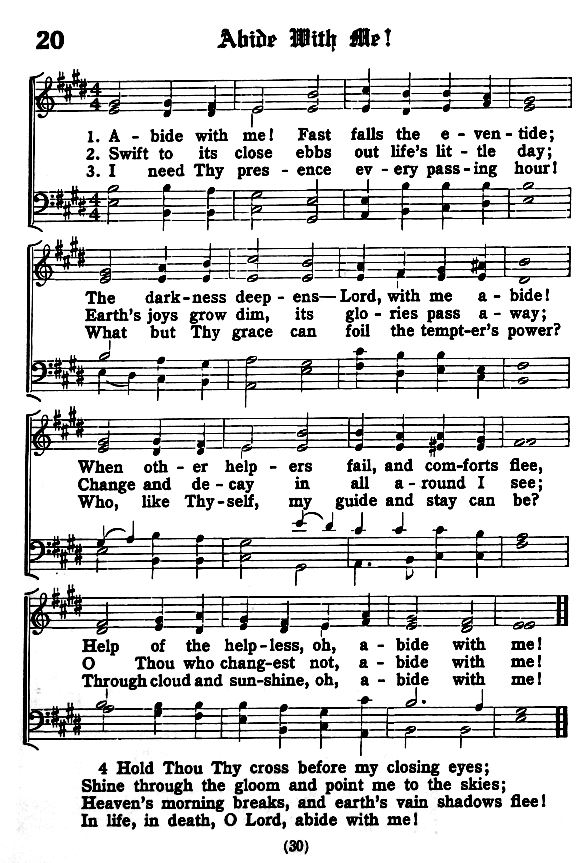 20 Abide With Me!
1. A - bide with me! Fast falls the e - ven - tide;
2. Swift to its close ebbs out life's lit - tle day;
3. I need Thy pres - ence ev - ery pass - ing hour!
The dark - ness deep - ens—Lord, with me a - bide!
Earth's joys grow dim, its glo - ries pass a - way;
What but Thy grace can foil the tempt - er's power?
When oth - er help - ers fail, and com - forts flee,
Change and de - cay in all a - round I see;
Who, like Thy - self, my guide and stay can be?
Help of the help - less, oh, a - bide with me!
O Thou who chang - est not, a - bide with me!
Through cloud and sun - shine, oh, a - bide with me!
4 Hold Thou Thy cross before my closing eyes;
Shine through the gloom and point me to the skies;
Heaven's morning breaks, and earth's vain shadows flee!
In life, in death, O Lord, abide with me!
(30)